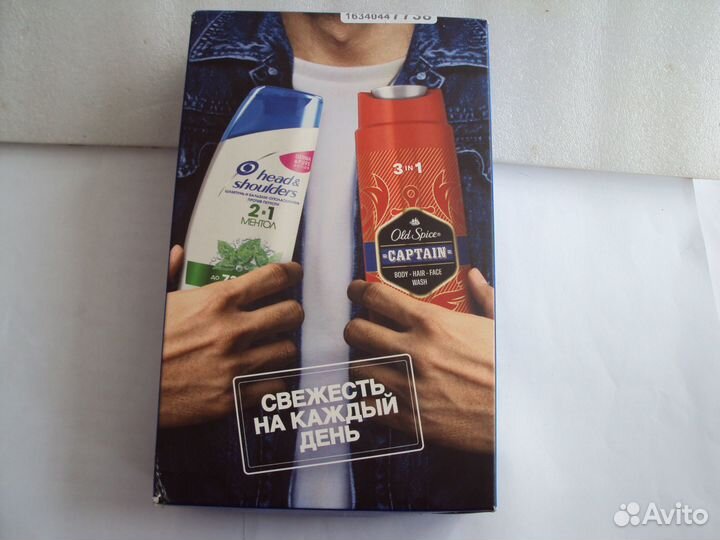 head&
shoulders
2в1
МЕНТОЛ
3 IN 1
Old Spice
CAPTAIN
BODY - HAIR - FACE
WASH
СВЕЖЕСТЬ
НА КАЖДЫЙ
ДЕНЬ
Avito